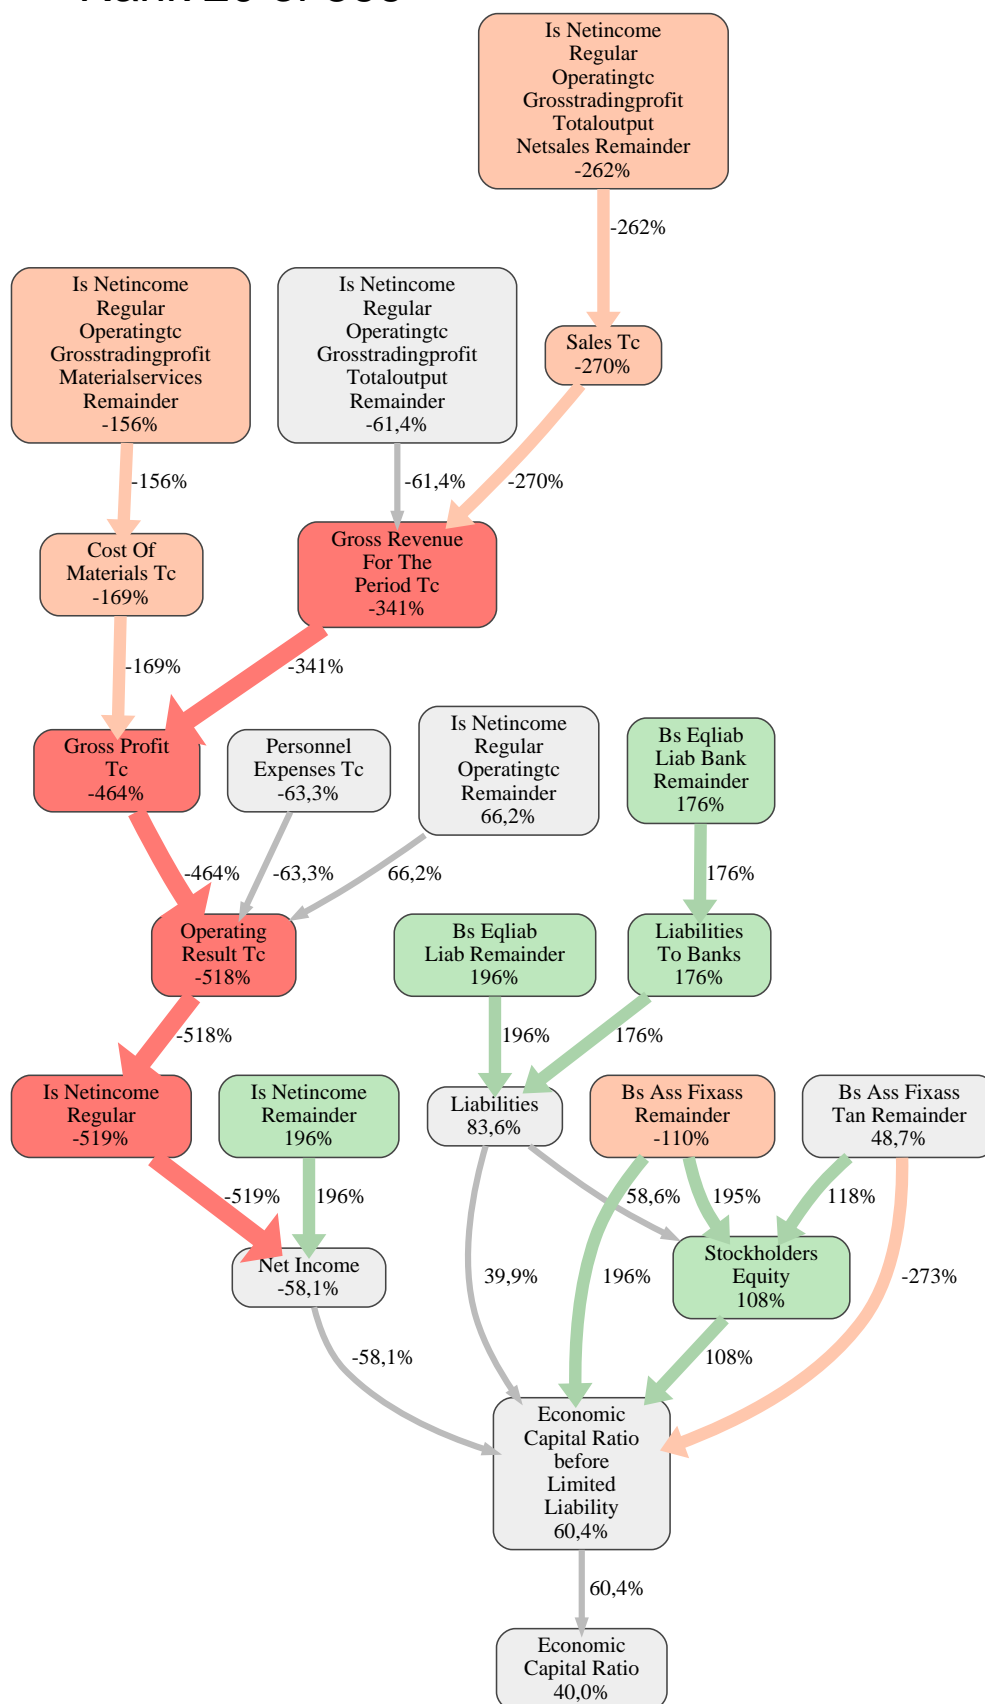 Is Netincome
Regular
Operatingtc
Grosstradingprofit
Totaloutput
Netsales Remainder
-262%
-262%
Is Netincome
Regular
Operatingtc
Grosstradingprofit
Materialservices
Remainder
-156%
Is Netincome
Regular
Operatingtc
Grosstradingprofit
Totaloutput
Remainder
-61,4%
Sales Tc
-270%
-156%
-61,4%
-270%
Cost Of
Materials Tc
-169%
Gross Revenue
For The
Period Tc
-341%
-169%
-341%
Gross Profit
Tc
-464%
Personnel
Expenses Tc
-63,3%
Is Netincome
Regular
Operatingtc
Remainder
66,2%
Bs Eqliab
Liab Bank
Remainder
176%
-464%
-63,3%
66,2%
176%
Operating
Result Tc
-518%
Bs Eqliab
Liab Remainder
196%
Liabilities
To Banks
176%
-518%
196%
176%
Is Netincome
Regular
-519%
Is Netincome
Remainder
196%
Liabilities
83,6%
Bs Ass Fixass
Remainder
-110%
Bs Ass Fixass
Tan Remainder
48,7%
-519%
196%
58,6%
195%
118%
Net Income
-58,1%
39,9%
196%
Stockholders
Equity
108%
-273%
-58,1%
108%
Economic
Capital Ratio
before
Limited
Liability
60,4%
60,4%
Economic
Capital Ratio
40,0%